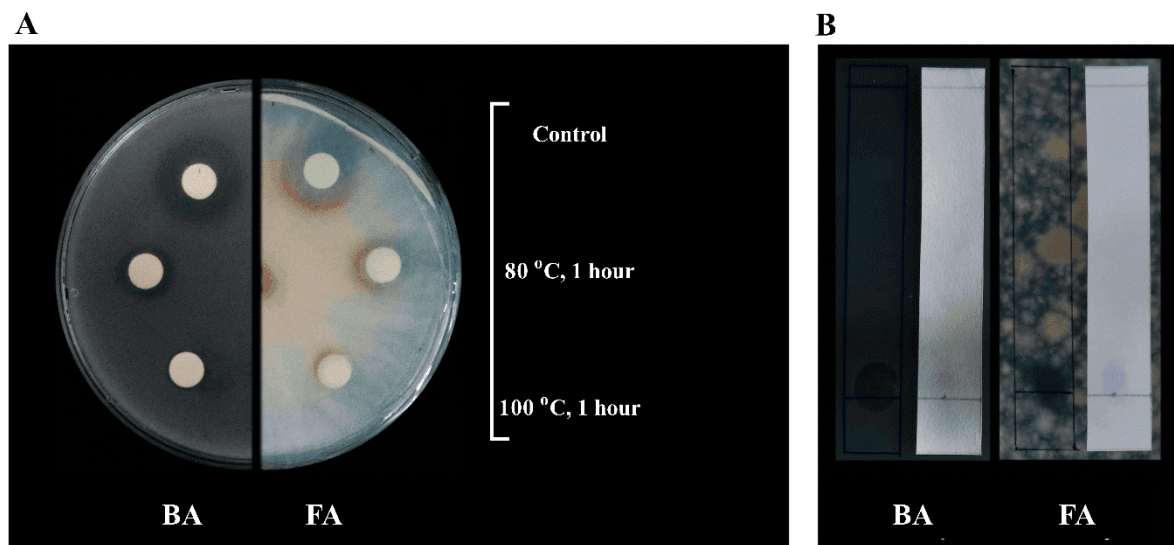 A
B
Control
80 °C, 1 hour
100 °C, 1 hour
BA
FA
BA
FA